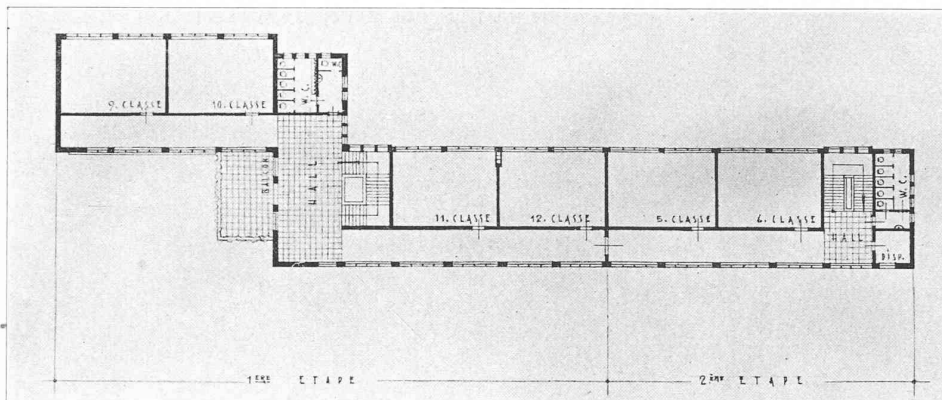 9. CLASSE
10. CLASSE
W.C.
W.C.
BALCON
HALL
11. CLASSE
12. CLASSE
5. CLASSE
6. CLASSE
HALL
W.C.
DISP.
1ÈRE ETAPE
2ÈME ETAPE